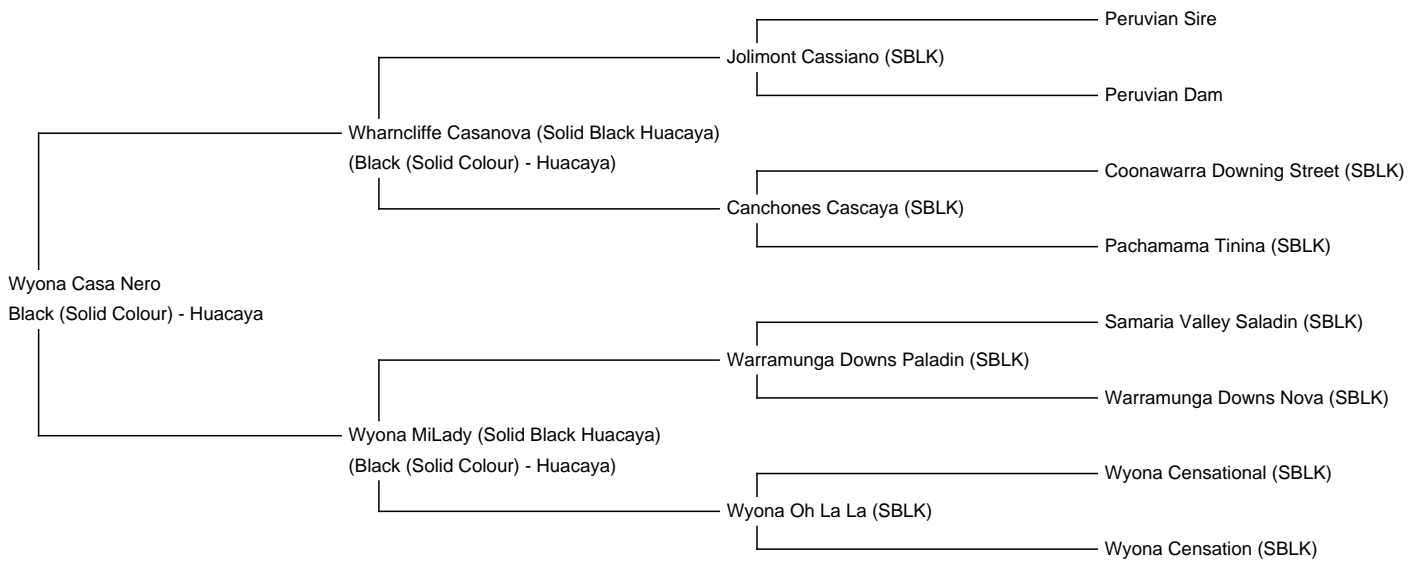 Peruvian Sire
Jolimont Cassiano (SBLK)
Peruvian Dam
Wharncliffe Casanova (Solid Black Huacaya)
(Black (Solid Colour) - Huacaya)
Coonawarra Downing Street (SBLK)
Canchones Cascaya (SBLK)
Pachamama Tinina (SBLK)
Wyona Casa Nero
Black (Solid Colour) - Huacaya
Samaria Valley Saladin (SBLK)
Warramunga Downs Paladin (SBLK)
Warramunga Downs Nova (SBLK)
Wyona MiLady (Solid Black Huacaya)
(Black (Solid Colour) - Huacaya)
Wyona Censational (SBLK)
Wyona Oh La La (SBLK)
Wyona Censation (SBLK)